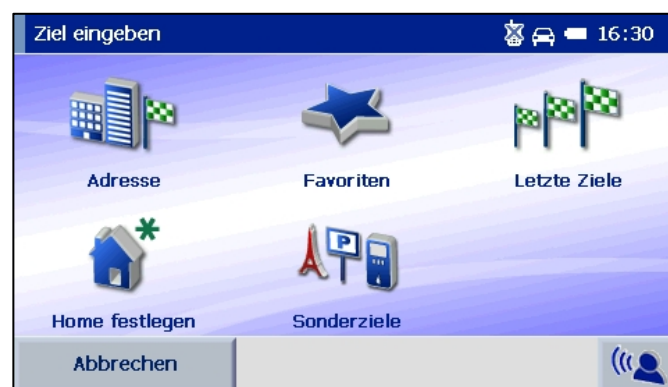 Ziel eingeben 16:30
Adresse Favoriten Letzte Ziele
P
Home festlegen Sonderziele
Abbrechen